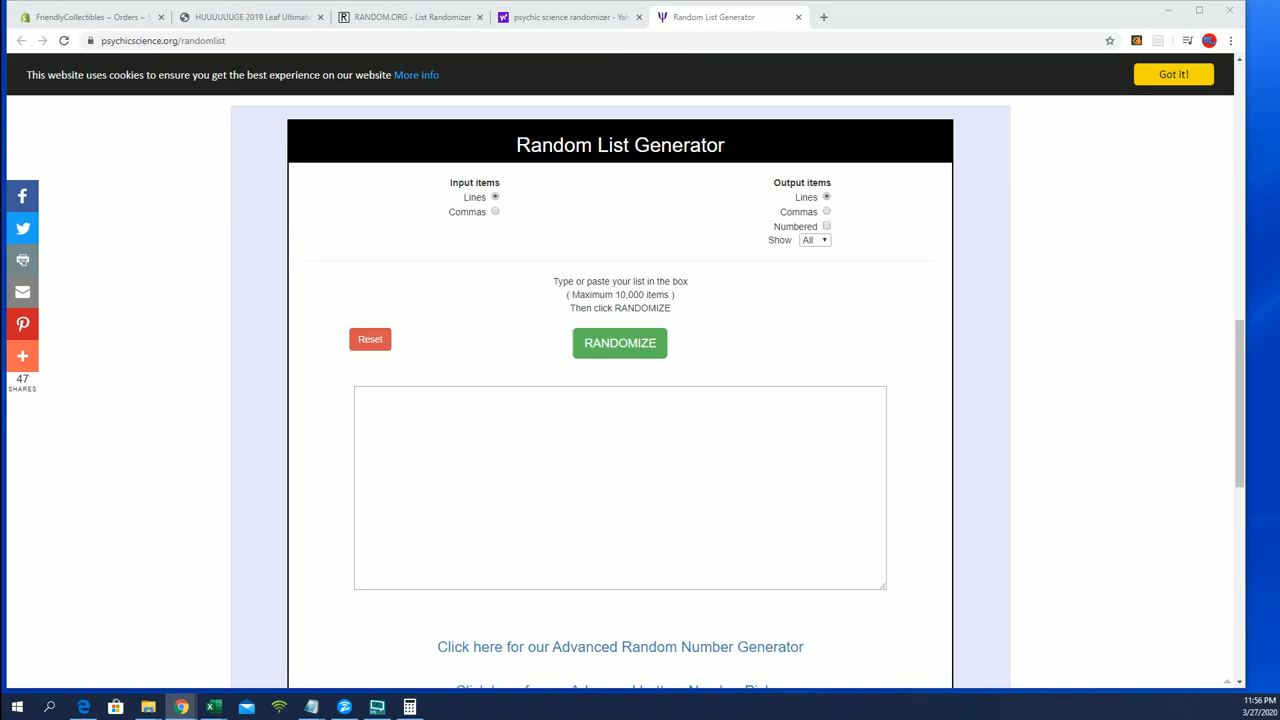 FriendlyCollectibles ~ Orders ~ S
HUUUUUUGE 2019 Leaf Ultimat
RANDOM.ORG - List Randomizer
psychic science randomizer - Yah
Random List Generator
psychicscience.org/randomlist
This website uses cookies to ensure you get the best experience on our website More info
Got it!
Random List Generator
Input items
Lines
Commas
Output items
Lines
Commas
Numbered
Show All
Type or paste your list in the box
( Maximum 10,000 items )
Then click RANDOMIZE
Reset
RANDOMIZE
47
SHARES
Click here for our Advanced Random Number Generator
11:56 PM
3/27/2020